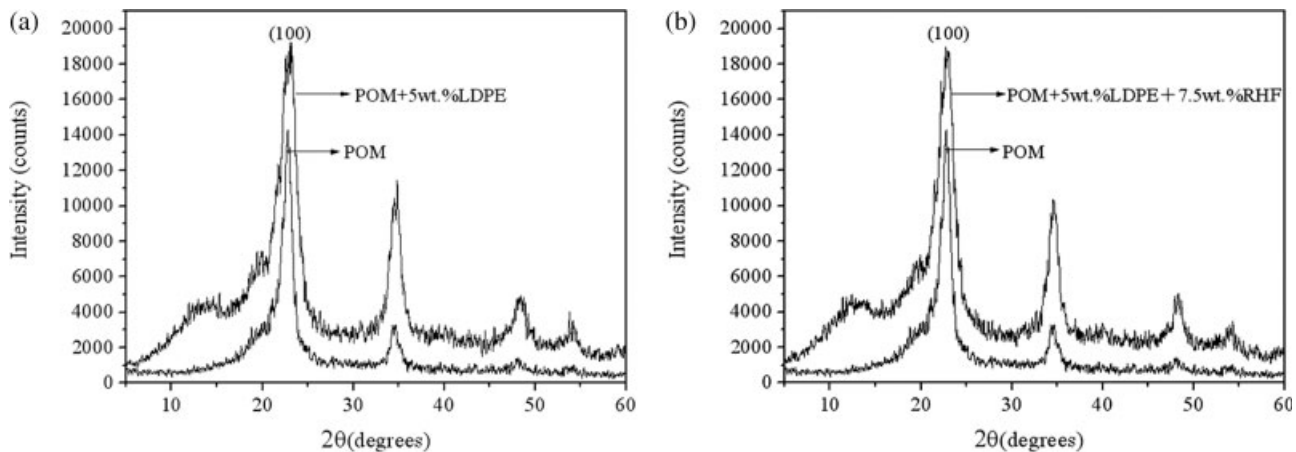 (a)
20000
18000
16000
14000
12000
10000
8000
6000
4000
2000
0
Intensity (counts)
(100)
POM+5wt.%LDPE
POM
10 20 30 40 50 60
2θ(degrees)
(b)
20000
18000
16000
14000
12000
10000
8000
6000
4000
2000
0
Intensity (counts)
(100)
POM+5wt.%LDPE+7.5wt.%RHF
POM
10 20 30 40 50 60
2θ(degrees)